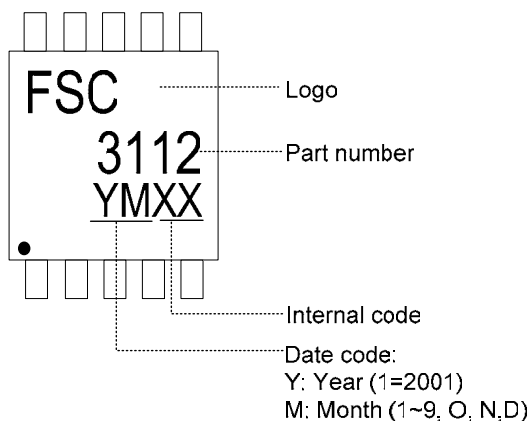 FSC
Logo
3112
Part number
YMXX
Internal code
Date code:
Y: Year (1=2001)
M: Month (1~9, O, N,D)